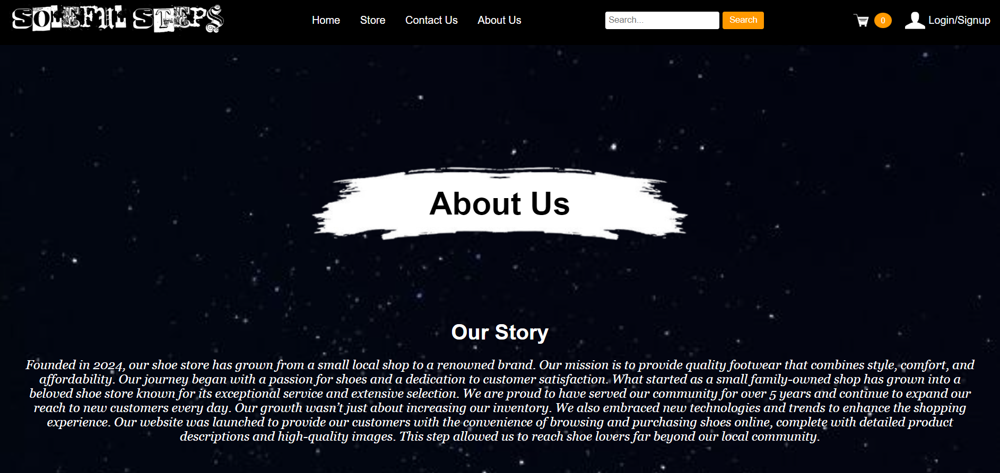 SOLEFUL STEPS
Home Store Contact Us About Us Search... Search 0 Login/Signup
About Us
Our Story
Founded in 2024, our shoe store has grown from a small local shop to a renowned brand. Our mission is to provide quality footwear that combines style, comfort, and
affordability. Our journey began with a passion for shoes and a dedication to customer satisfaction. What started as a small family-owned shop has grown into a
beloved shoe store known for its exceptional service and extensive selection. We are proud to have served our community for over 5 years and continue to expand our
reach to new customers every day. Our growth wasn’t just about increasing our inventory. We also embraced new technologies and trends to enhance the shopping
experience. Our website was launched to provide our customers with the convenience of browsing and purchasing shoes online, complete with detailed product
descriptions and high-quality images. This step allowed us to reach shoe lovers far beyond our local community.